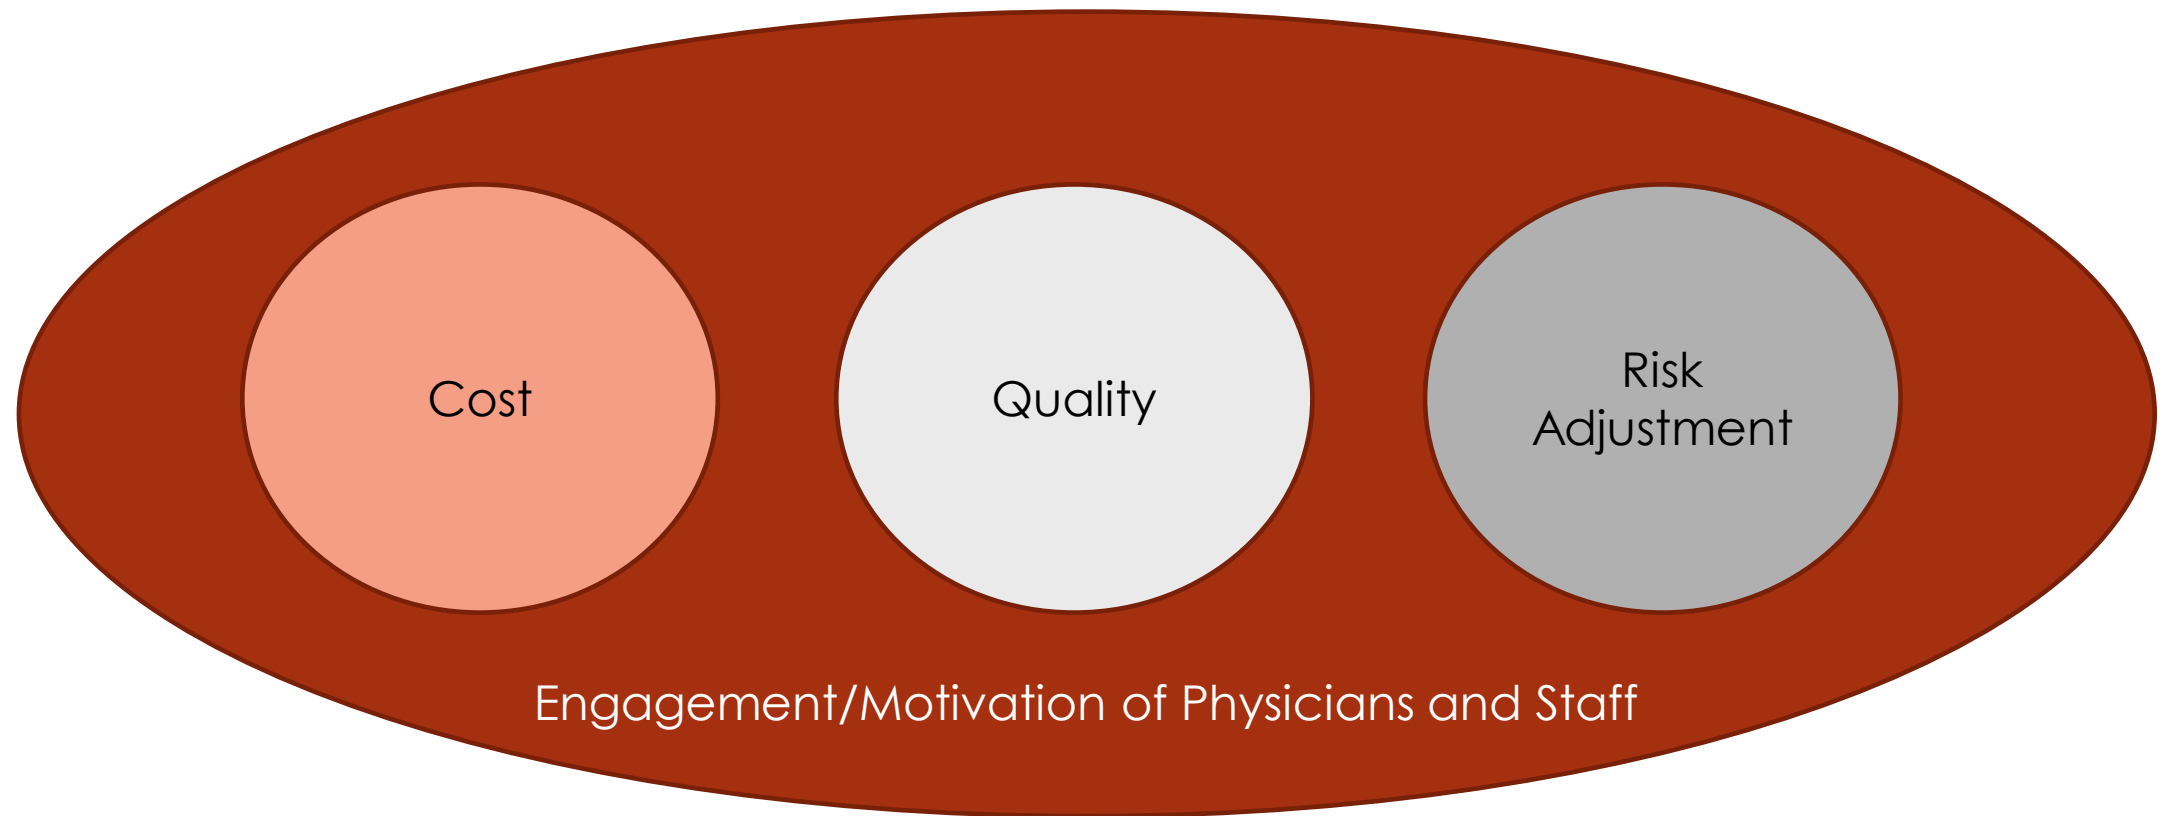 Cost
Quality
Risk
Adjustment
Engagement/Motivation of Physicians and Staff